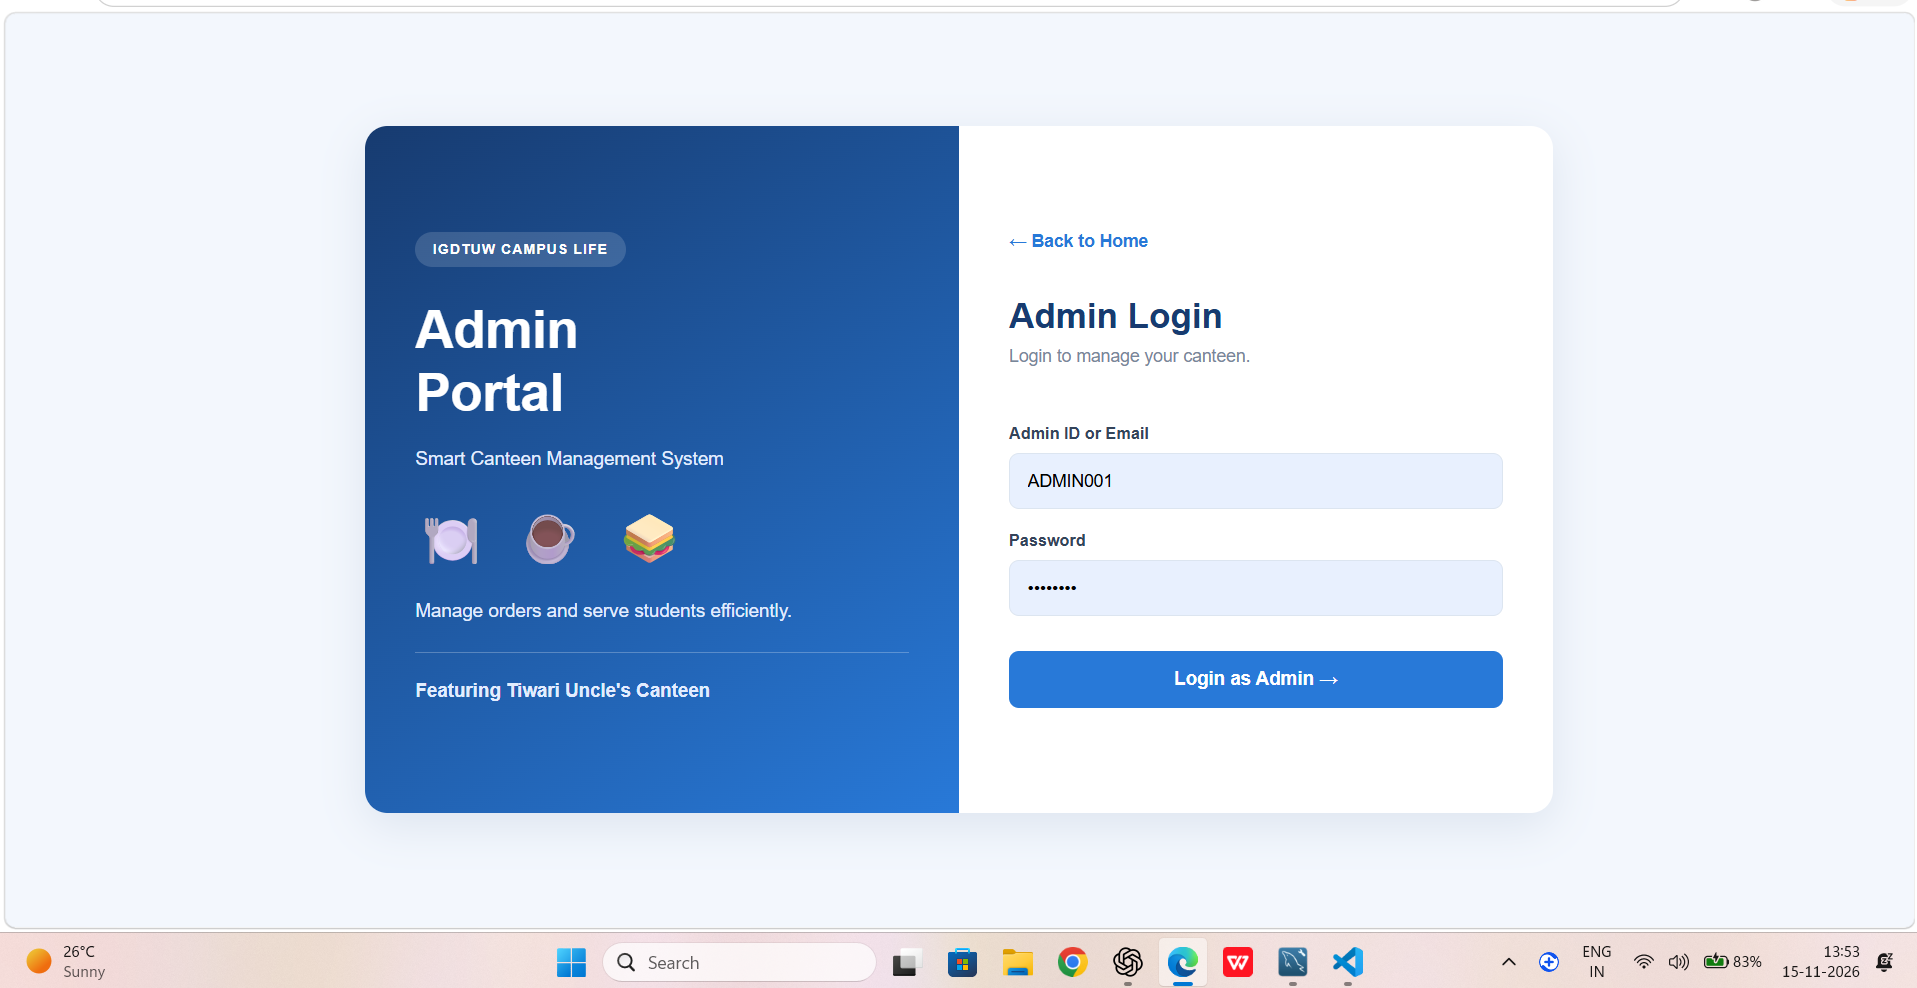 IGDTUW CAMPUS LIFE
Admin
Portal
Smart Canteen Management System
Manage orders and serve students efficiently.
Featuring Tiwari Uncle's Canteen
← Back to Home
Admin Login
Login to manage your canteen.
Admin ID or Email
ADMIN001
Password
••••••••
Login as Admin →
26°C
Sunny
Search
ENG
IN
83%
13:53
15-11-2026